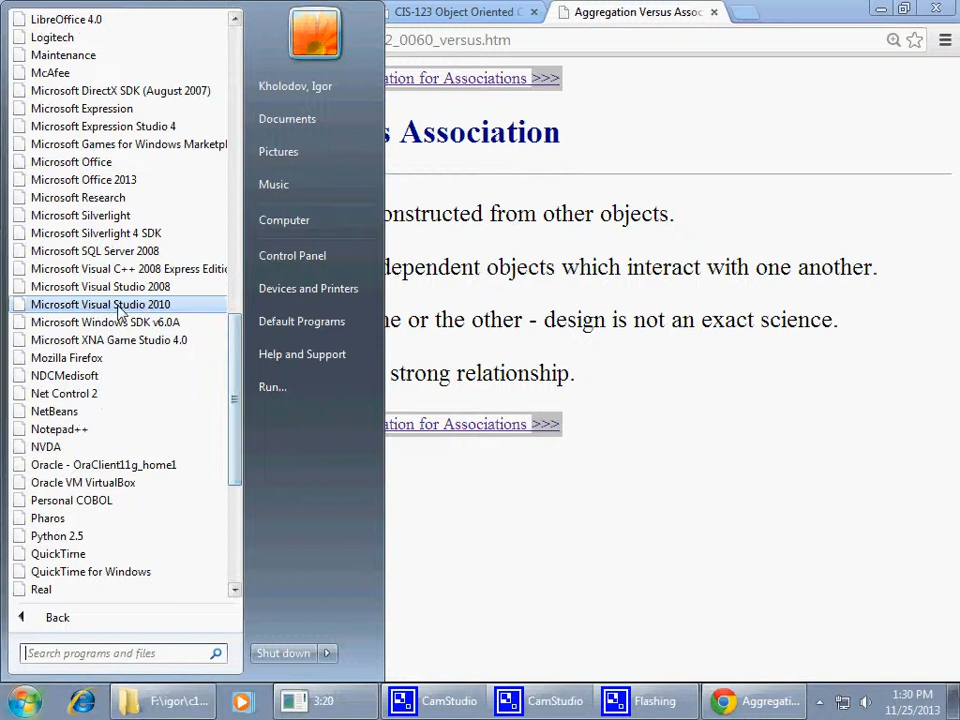 LibreOffice 4.0
Logitech
Maintenance
McAfee
Microsoft DirectX SDK (August 2007)
Microsoft Expression
Microsoft Expression Studio 4
Microsoft Games for Windows Marketpl
Microsoft Office
Microsoft Office 2013
Microsoft Research
Microsoft Silverlight
Microsoft Silverlight 4 SDK
Microsoft SQL Server 2008
Microsoft Visual C++ 2008 Express Editio
Microsoft Visual Studio 2008
Microsoft Visual Studio 2010
Microsoft Windows SDK v6.0A
Microsoft XNA Game Studio 4.0
Mozilla Firefox
NDCMedisoft
Net Control 2
NetBeans
Notepad++
NVDA
Oracle - OraClient11g_home1
Oracle VM VirtualBox
Personal COBOL
Pharos
Python 2.5
QuickTime
QuickTime for Windows
Real
Back
Search programs and files
Kholodov, Igor
Documents
Pictures
Music
Computer
Control Panel
Devices and Printers
Default Programs
Help and Support
Run...
Shut down
CIS-123 Object Oriented C
Aggregation Versus Assoc
2_0060_versus.htm
ation for Associations >>>
s Association
onstructed from other objects.
dependent objects which interact with one another.
ne or the other - design is not an exact science.
strong relationship.
ation for Associations >>>
F:\igor\c1...
3:20
CamStudio
CamStudio
Flashing
Aggregati...
1:30 PM
11/25/2013